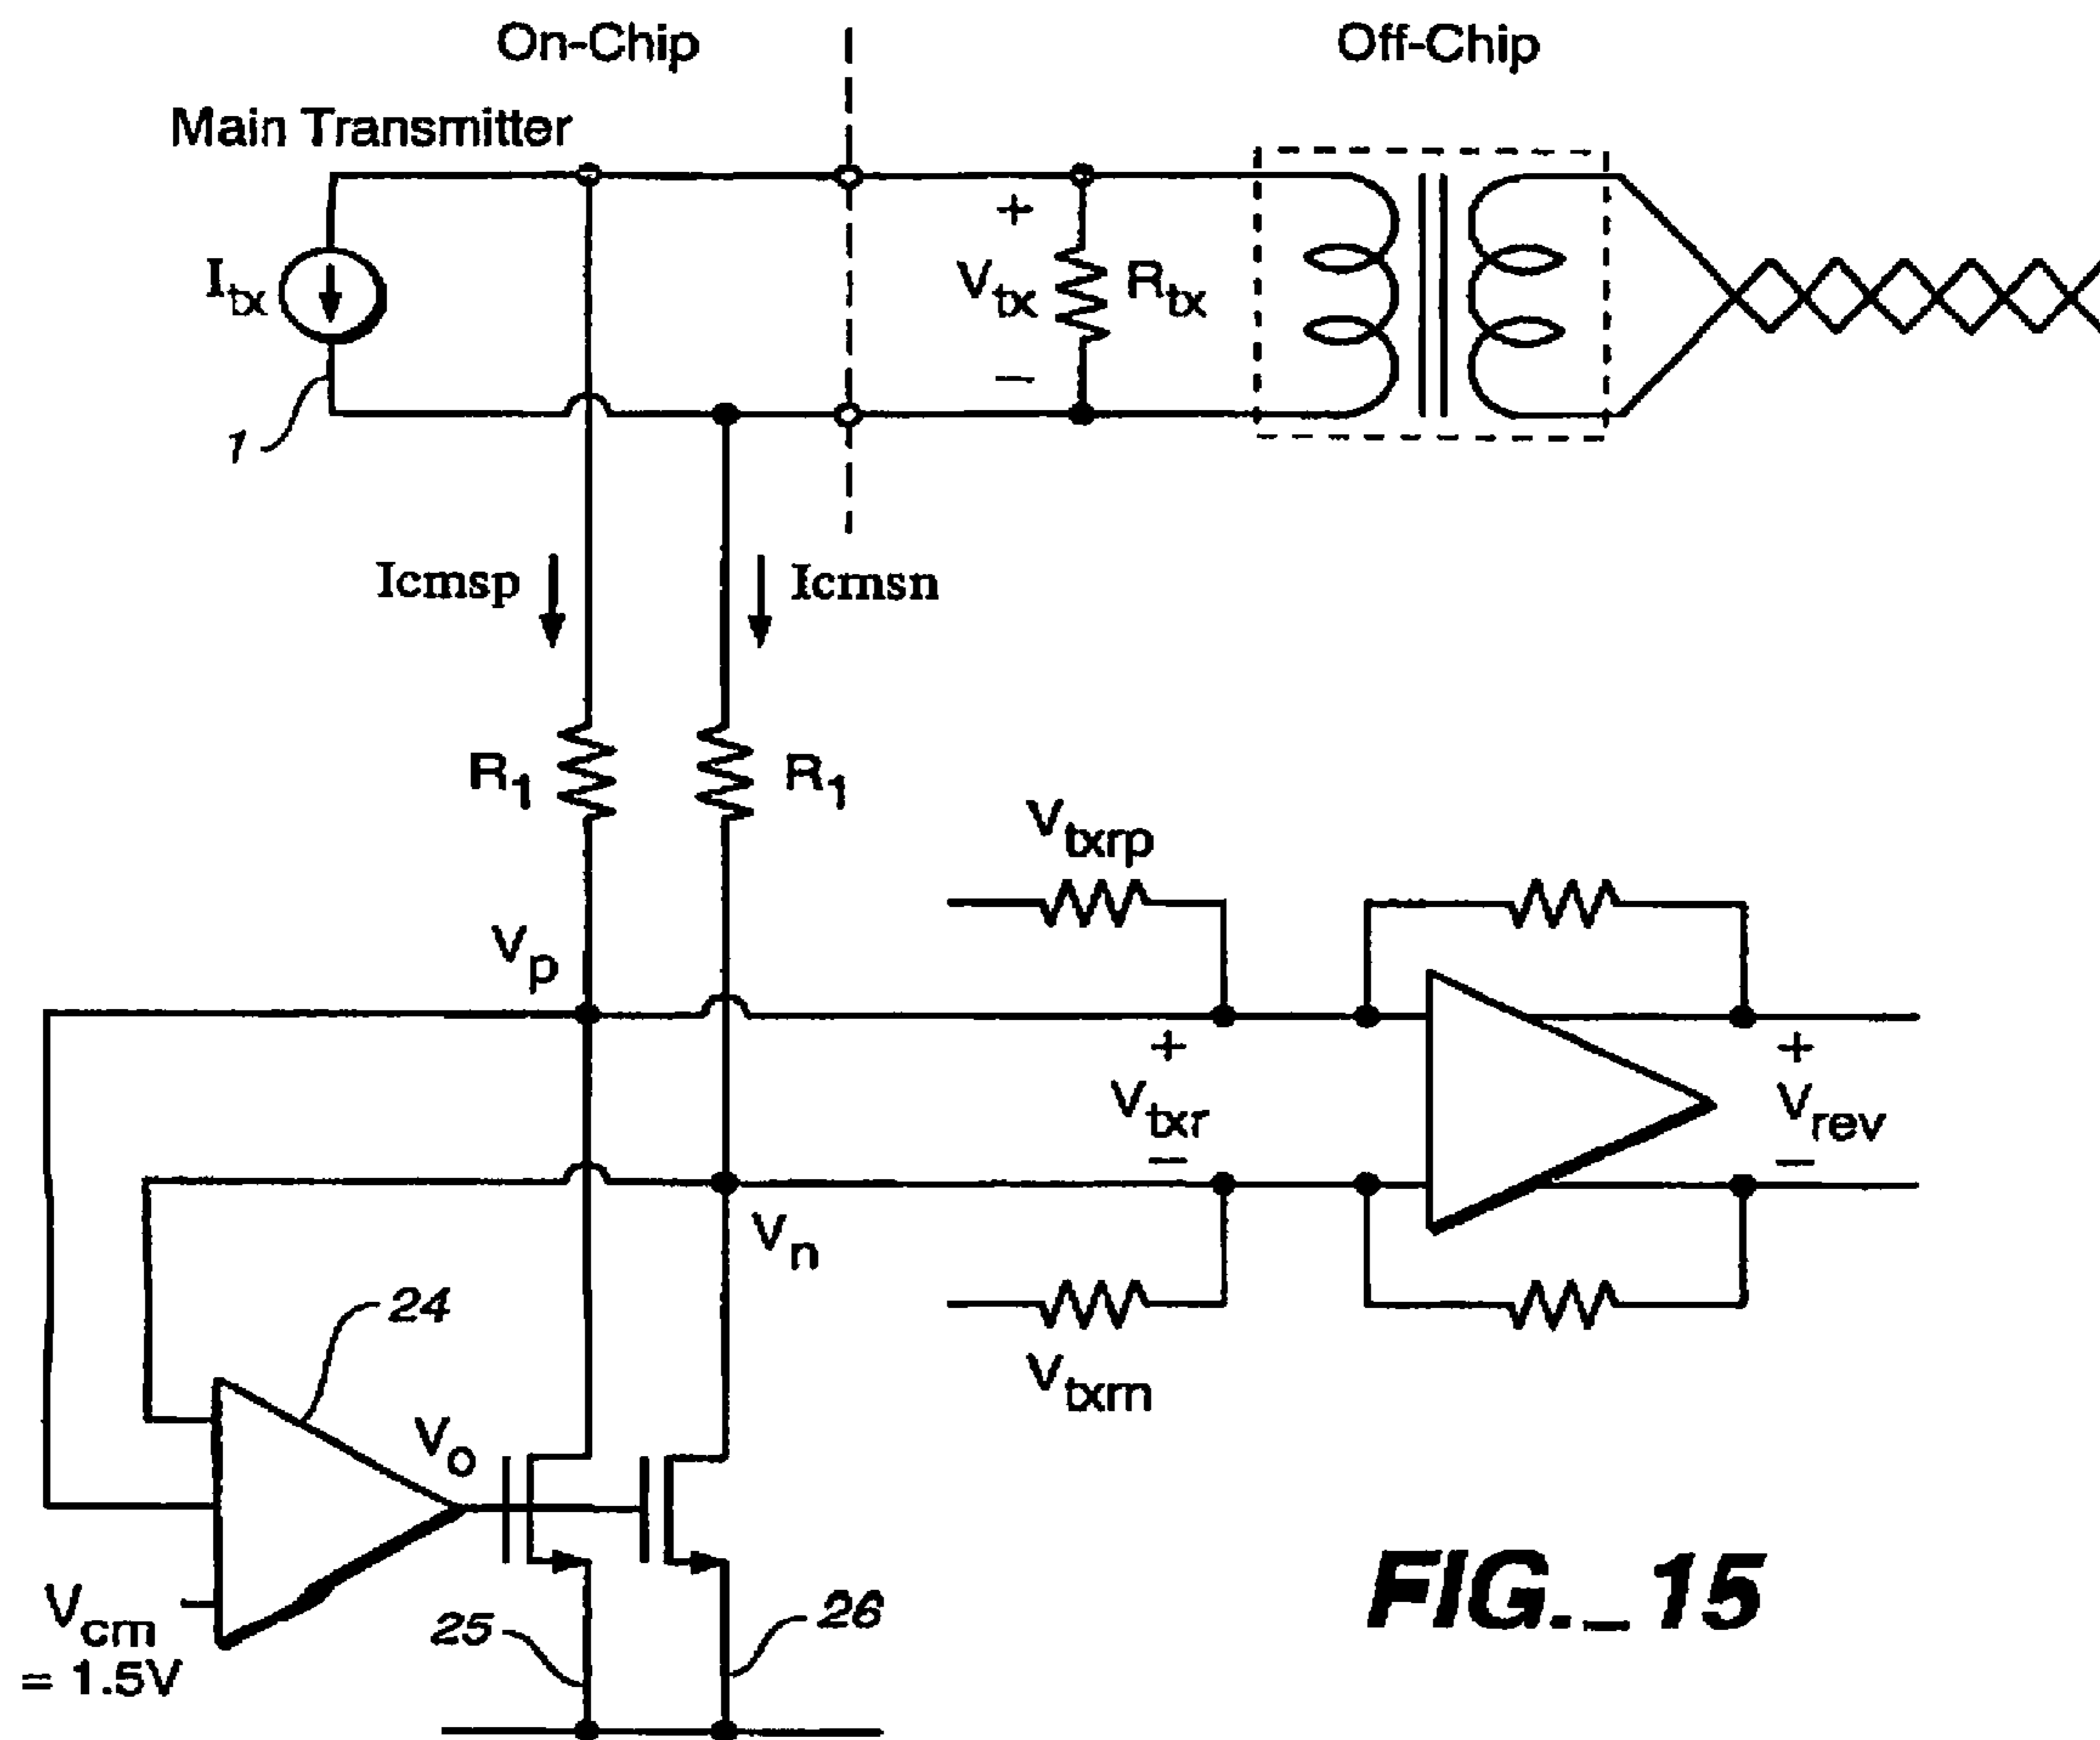 On-Chip
Off-Chip
Main Transmitter
Itx
+
Vtx
Rtx
−
1
Icmsp
Icmsn
R1
R1
Vtxrp
Vp
+
Vtxr
−
+
Vrev
−
Vn
24
Vtxrn
Vo
Vcm
= 1.5V
25
26
FIG._15